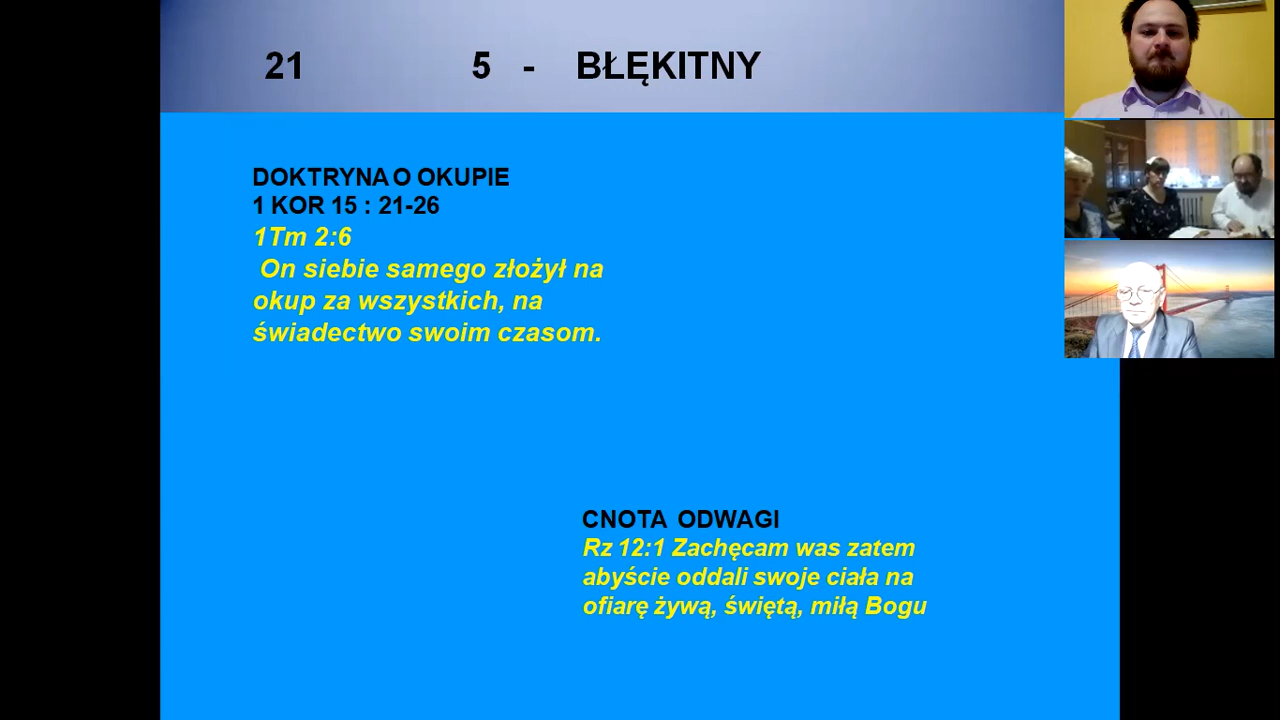 21 5 - BŁĘKITNY
DOKTRYNA O OKUPIE
1 KOR 15 : 21-26
1Tm 2:6
On siebie samego złożył na
okup za wszystkich, na
świadectwo swoim czasom.
CNOTA ODWAGI
Rz 12:1 Zachęcam was zatem
abyście oddali swoje ciała na
ofiarę żywą, świętą, miłą Bogu